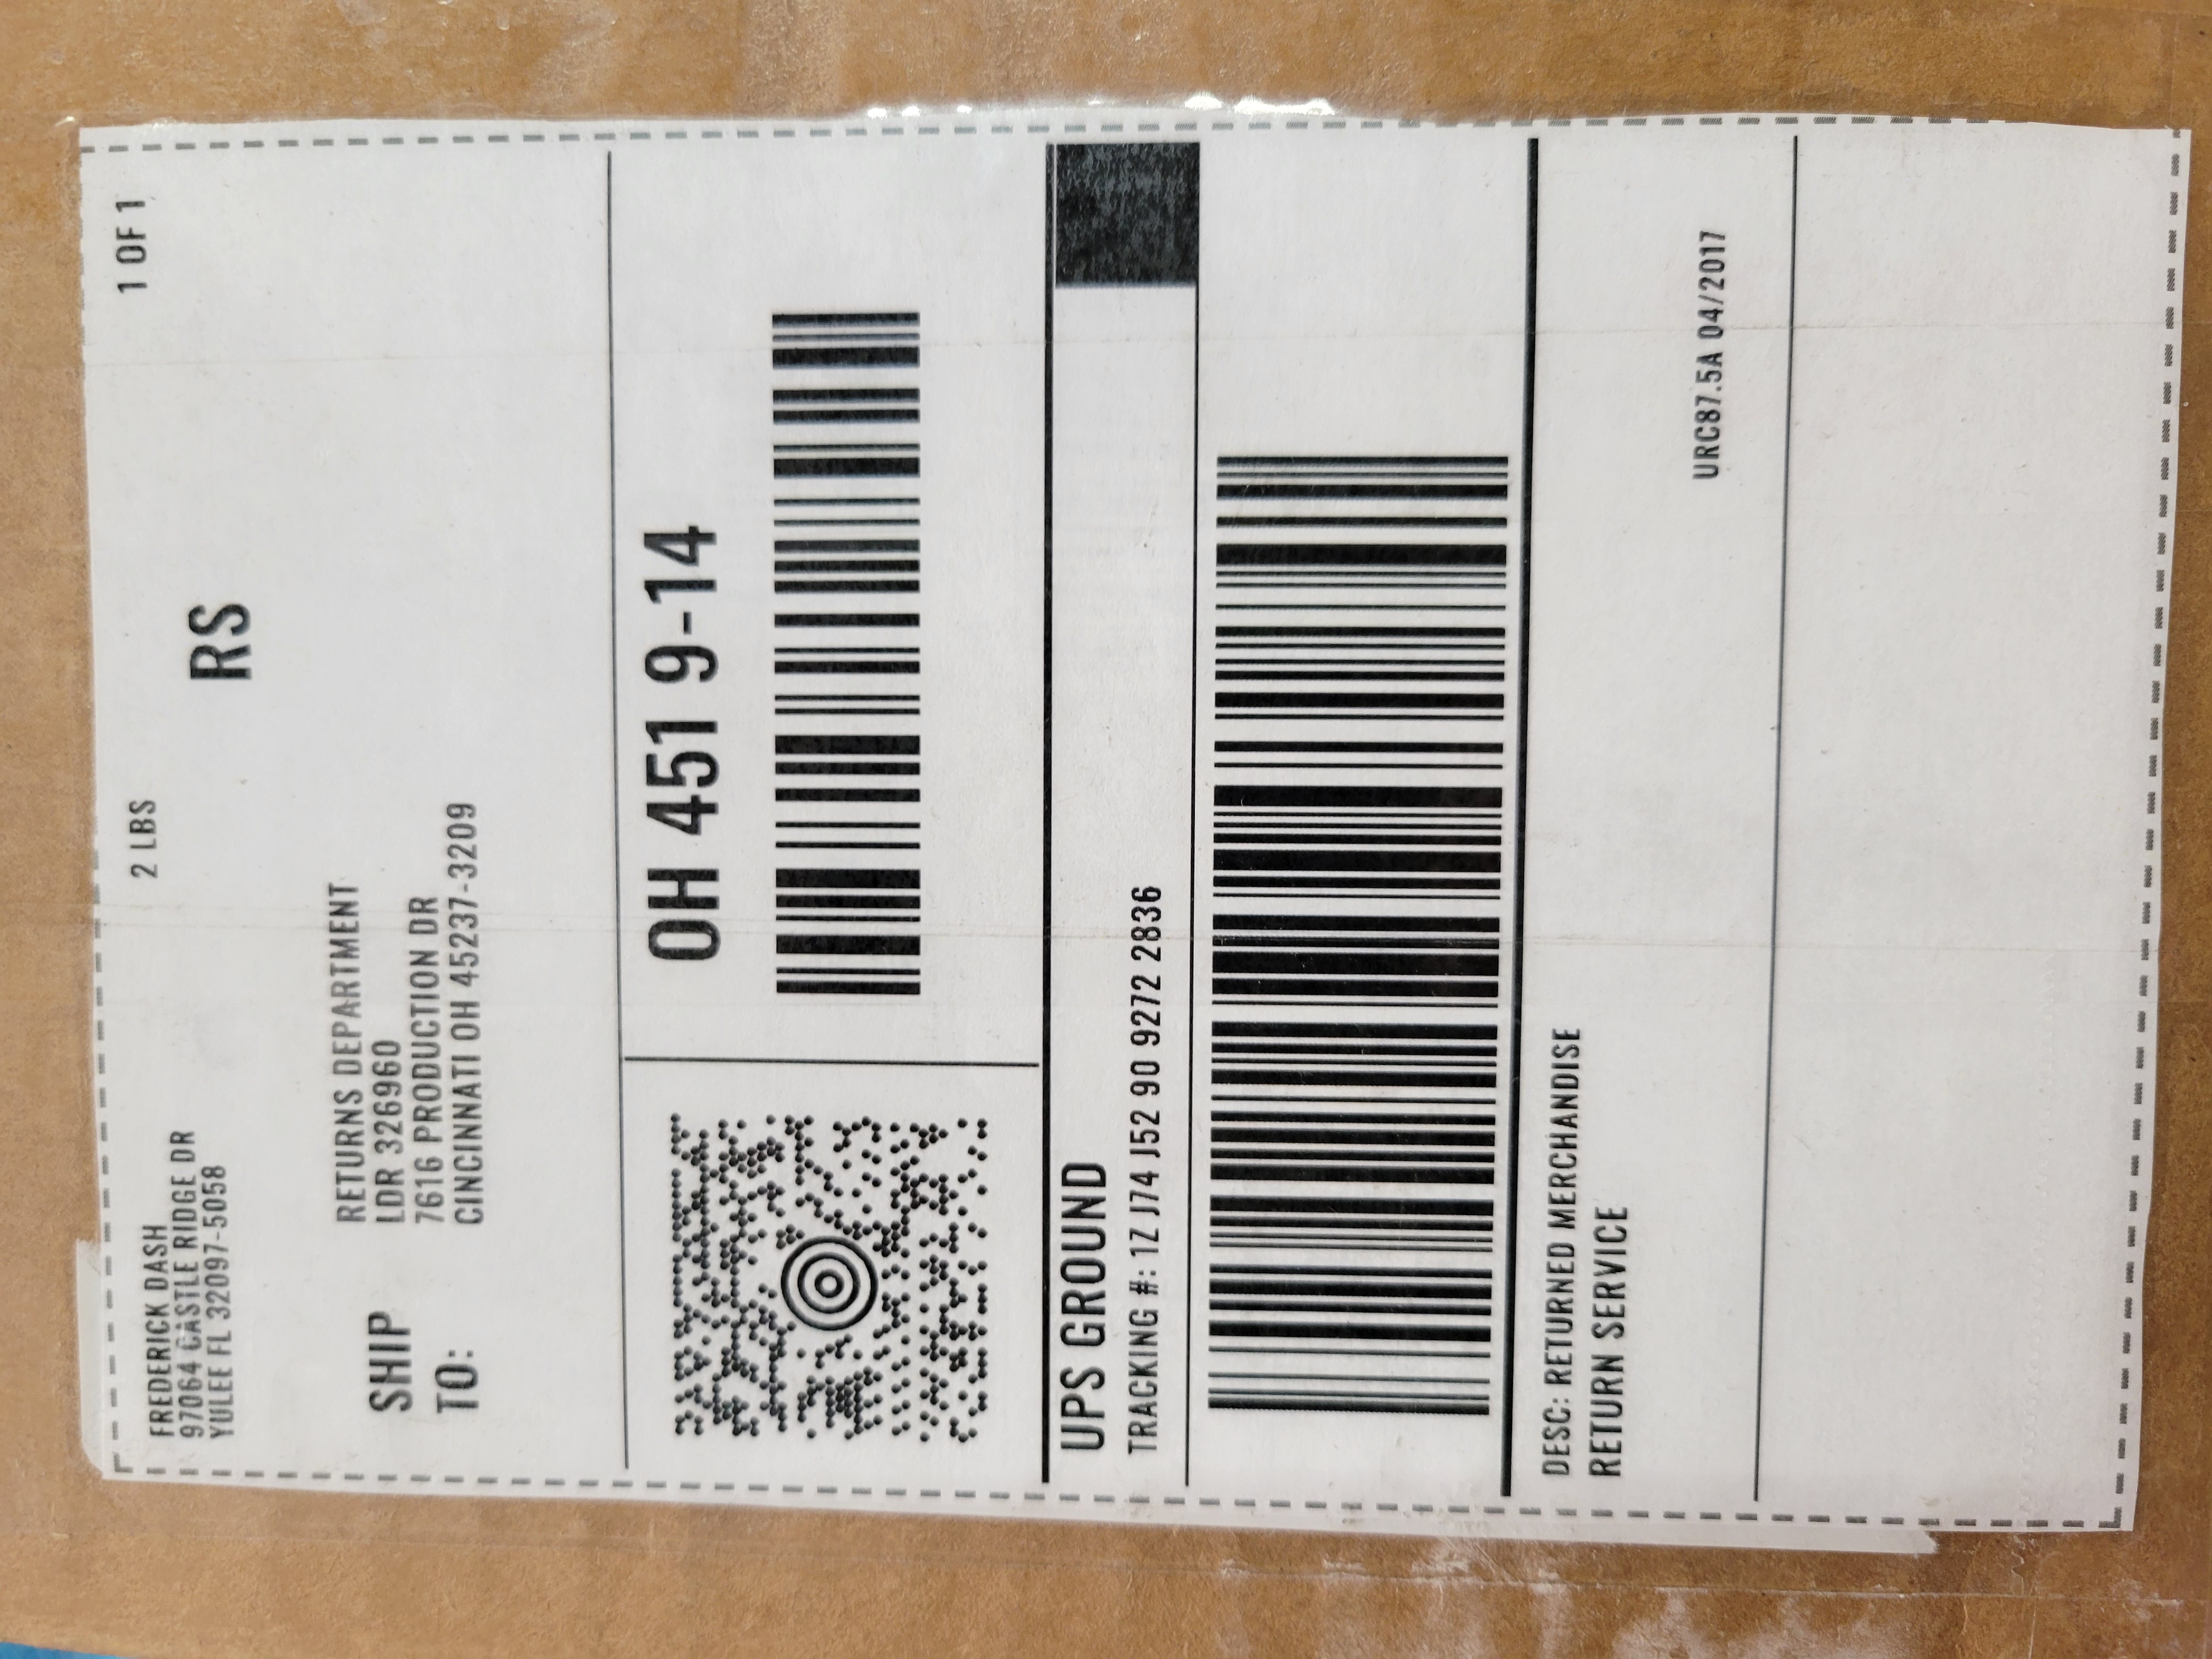 FREDERICK DASH
97064 CASTLE RIDGE DR
YULEE FL 32097-5058
2 LBS
1 OF 1
RS
SHIP
TO:
RETURNS DEPARTMENT
LDR 326960
7616 PRODUCTION DR
CINCINNATI OH 45237-3209
OH 451 9-14
UPS GROUND
TRACKING #: 1Z J74 J52 90 9272 2836
DESC: RETURNED MERCHANDISE
RETURN SERVICE
URC87.5A 04/2017